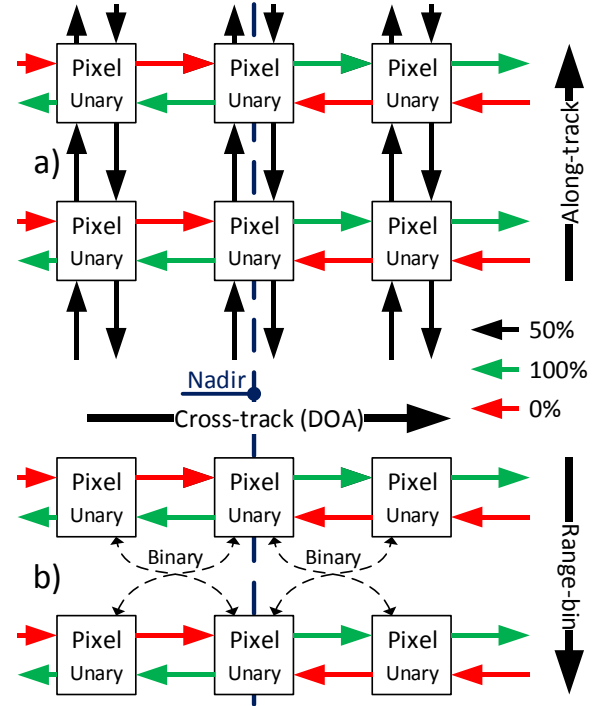 Pixel Pixel Pixel
Unary Unary Unary
a)
Along-track
Pixel Pixel Pixel
Unary Unary Unary
50%
100%
0%
Nadir
Cross-track (DOA)
Pixel Pixel Pixel
Unary Unary Unary
Binary Binary
b)
Range-bin
Pixel Pixel Pixel
Unary Unary Unary